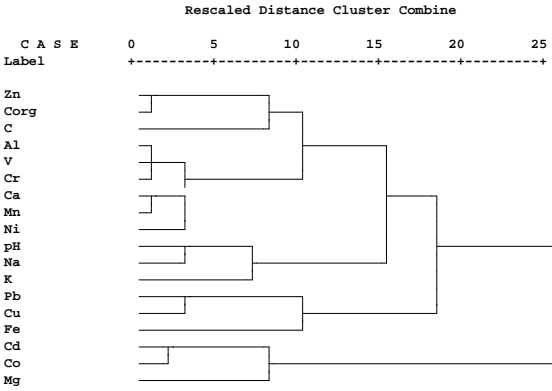 Rescaled Distance Cluster Combine
C A S E 0 5 10 15 20 25
Label +---------+---------+---------+---------+---------+
Zn
Corg
C
Al
V
Cr
Ca
Mn
Ni
pH
Na
K
Pb
Cu
Fe
Cd
Co
Mg